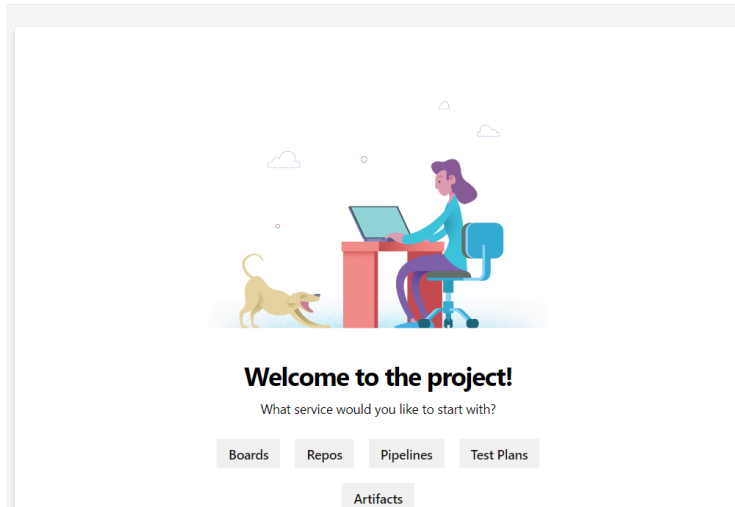 Welcome to the project!
What service would you like to start with?
Boards Repos Pipelines Test Plans
Artifacts